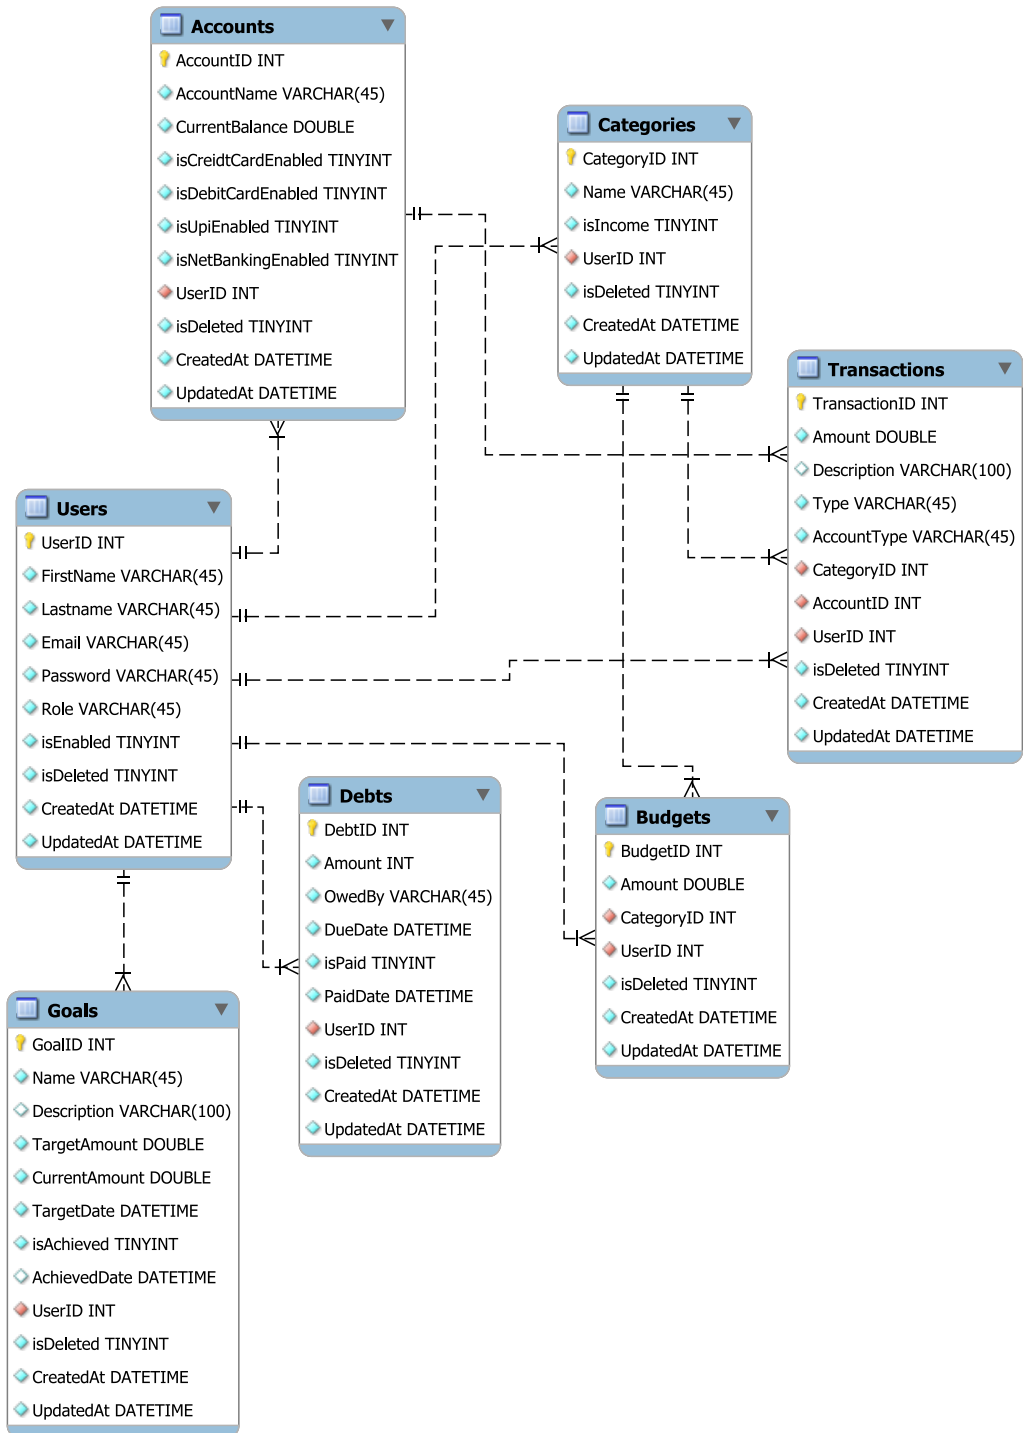 Accounts
AccountID INT
AccountName VARCHAR(45)
CurrentBalance DOUBLE
isCreidtCardEnabled TINYINT
isDebitCardEnabled TINYINT
isUpiEnabled TINYINT
isNetBankingEnabled TINYINT
UserID INT
isDeleted TINYINT
CreatedAt DATETIME
UpdatedAt DATETIME
Categories
CategoryID INT
Name VARCHAR(45)
isIncome TINYINT
UserID INT
isDeleted TINYINT
CreatedAt DATETIME
UpdatedAt DATETIME
Transactions
TransactionID INT
Amount DOUBLE
Description VARCHAR(100)
Type VARCHAR(45)
AccountType VARCHAR(45)
CategoryID INT
AccountID INT
UserID INT
isDeleted TINYINT
CreatedAt DATETIME
UpdatedAt DATETIME
Users
UserID INT
FirstName VARCHAR(45)
Lastname VARCHAR(45)
Email VARCHAR(45)
Password VARCHAR(45)
Role VARCHAR(45)
isEnabled TINYINT
isDeleted TINYINT
CreatedAt DATETIME
UpdatedAt DATETIME
Debts
DebtID INT
Amount INT
OwedBy VARCHAR(45)
DueDate DATETIME
isPaid TINYINT
PaidDate DATETIME
UserID INT
isDeleted TINYINT
CreatedAt DATETIME
UpdatedAt DATETIME
Budgets
BudgetID INT
Amount DOUBLE
CategoryID INT
UserID INT
isDeleted TINYINT
CreatedAt DATETIME
UpdatedAt DATETIME
Goals
GoalID INT
Name VARCHAR(45)
Description VARCHAR(100)
TargetAmount DOUBLE
CurrentAmount DOUBLE
TargetDate DATETIME
isAchieved TINYINT
AchievedDate DATETIME
UserID INT
isDeleted TINYINT
CreatedAt DATETIME
UpdatedAt DATETIME